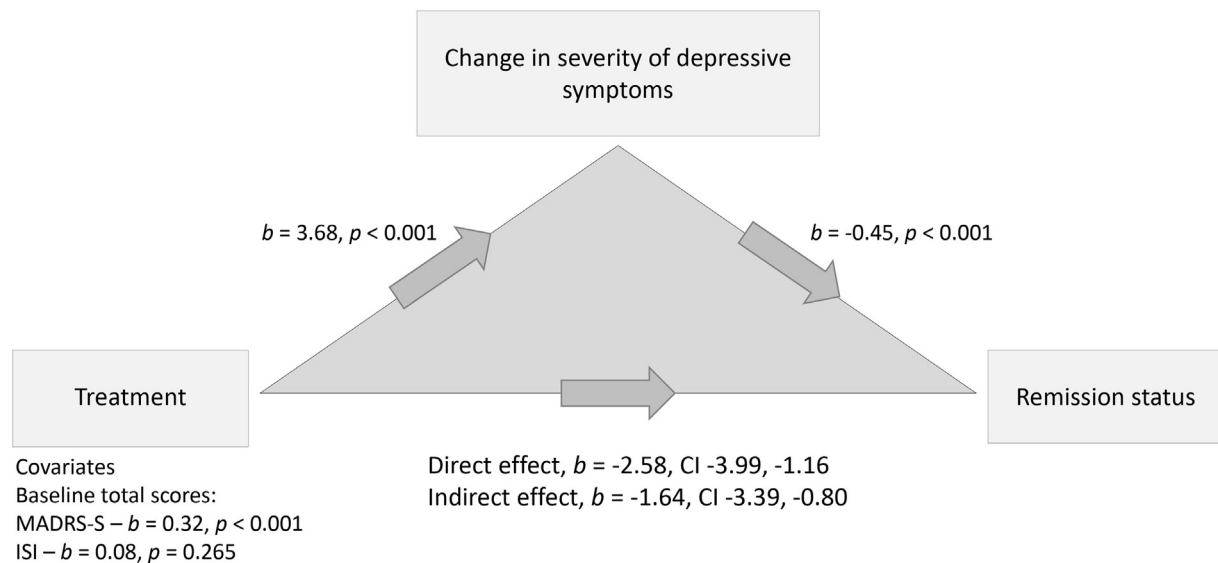 Change in severity of depressive
symptoms
b = 3.68, p < 0.001
b = -0.45, p < 0.001
Treatment
Remission status
Covariates
Baseline total scores:
MADRS-S – b = 0.32, p < 0.001
ISI – b = 0.08, p = 0.265
Direct effect, b = -2.58, CI -3.99, -1.16
Indirect effect, b = -1.64, CI -3.39, -0.80